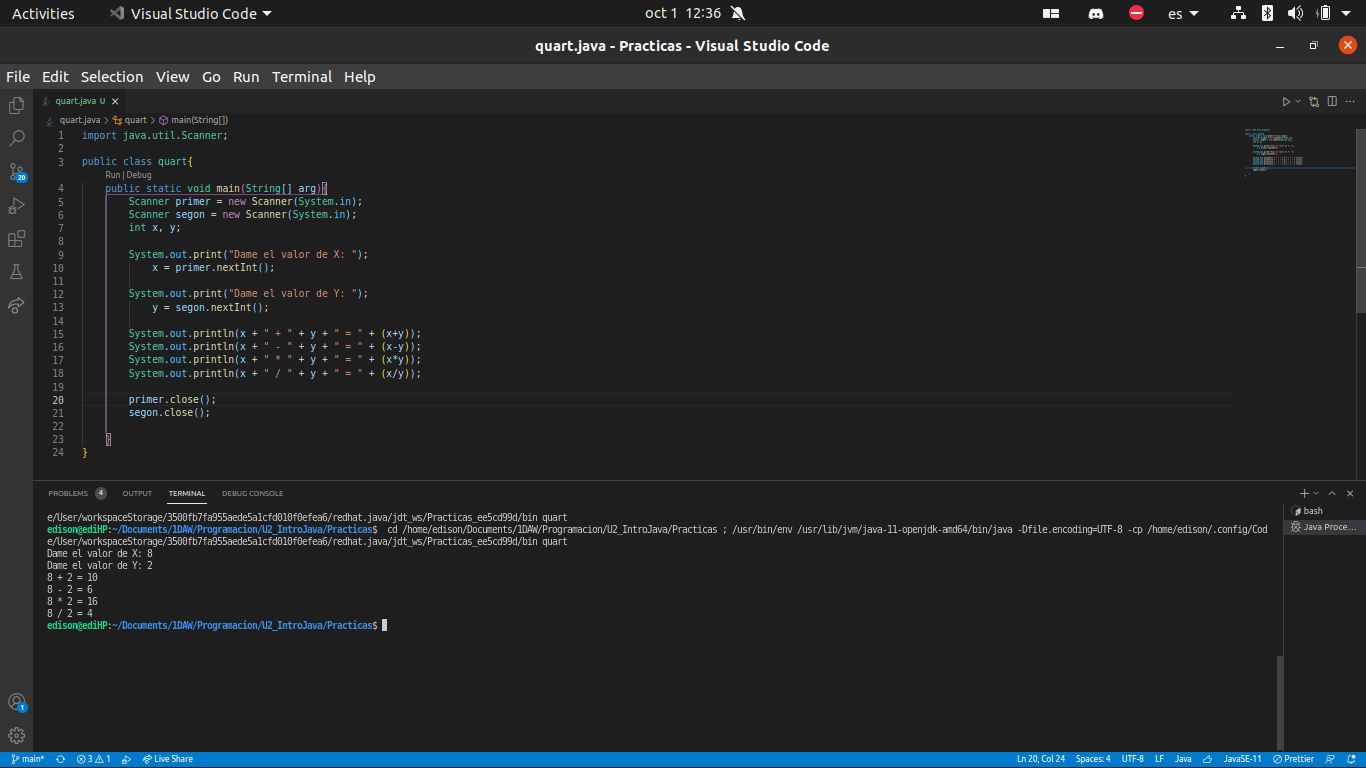 Activities Visual Studio Code oct 1 12:36 es
quart.java - Practicas - Visual Studio Code
File Edit Selection View Go Run Terminal Help
quart.java U
quart.java > quart > main(String[])
1 import java.util.Scanner;
2
3 public class quart{
Run | Debug
4 public static void main(String[] arg){
5 Scanner primer = new Scanner(System.in);
6 Scanner segon = new Scanner(System.in);
7 int x, y;
8
9 System.out.print("Dame el valor de X: ");
10 x = primer.nextInt();
11
12 System.out.print("Dame el valor de Y: ");
13 y = segon.nextInt();
14
15 System.out.println(x + " + " + y + " = " + (x+y));
16 System.out.println(x + " - " + y + " = " + (x-y));
17 System.out.println(x + " * " + y + " = " + (x*y));
18 System.out.println(x + " / " + y + " = " + (x/y));
19
20 primer.close();
21 segon.close();
22
23 }
24 }
20
PROBLEMS 4 OUTPUT TERMINAL DEBUG CONSOLE
bash
Java Proce...
e/User/workspaceStorage/3500fb7fa955aede5a1cfd010f0efea6/redhat.java/jdt_ws/Practicas_ee5cd99d/bin quart
edison@ediHP:~/Documents/1DAW/Programacion/U2_IntroJava/Practicas$ cd /home/edison/Documents/1DAW/Programacion/U2_IntroJava/Practicas ; /usr/bin/env /usr/lib/jvm/java-11-openjdk-amd64/bin/java -Dfile.encoding=UTF-8 -cp /home/edison/.config/Cod
e/User/workspaceStorage/3500fb7fa955aede5a1cfd010f0efea6/redhat.java/jdt_ws/Practicas_ee5cd99d/bin quart
Dame el valor de X: 8
Dame el valor de Y: 2
8 + 2 = 10
8 - 2 = 6
8 * 2 = 16
8 / 2 = 4
edison@ediHP:~/Documents/1DAW/Programacion/U2_IntroJava/Practicas$
1
main* 3 1 Live Share Ln 20, Col 24 Spaces: 4 UTF-8 LF Java JavaSE-11 Prettier